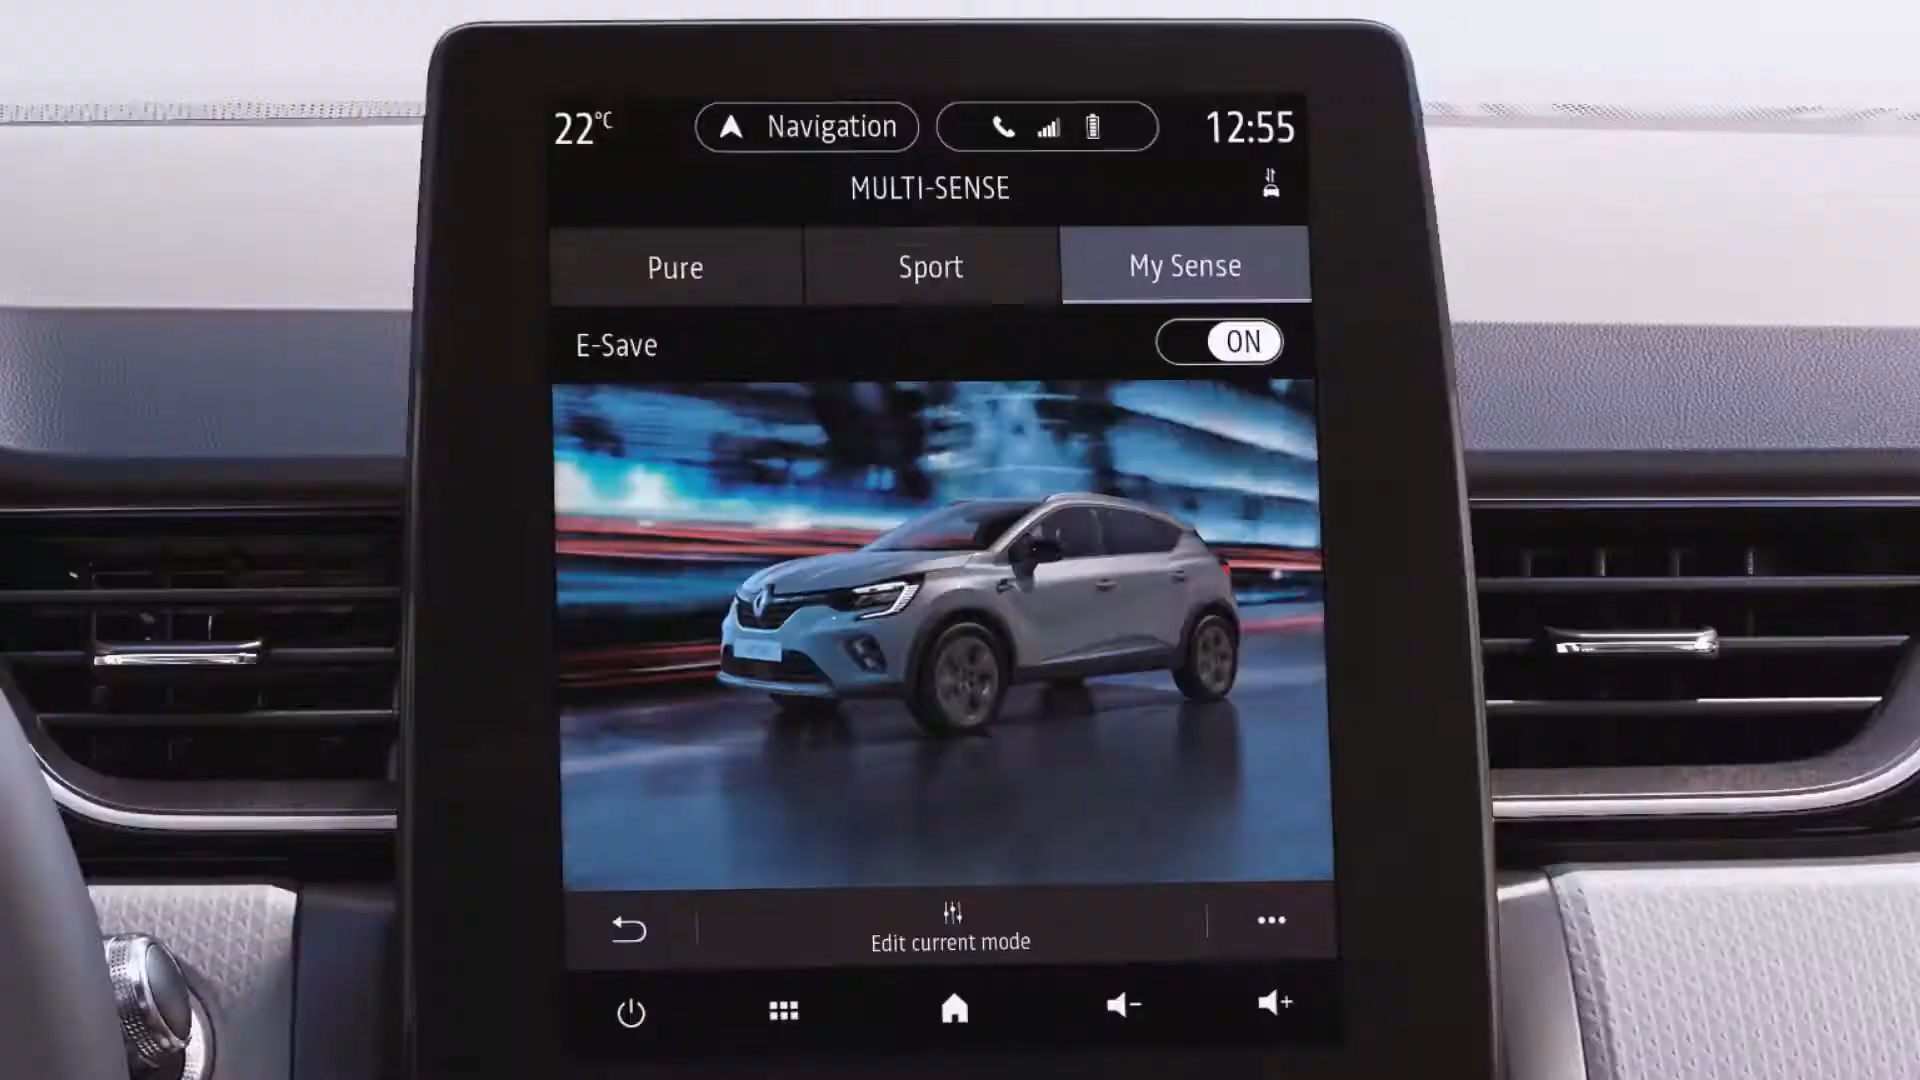 22°C
Navigation
12:55
MULTI-SENSE
Pure
Sport
My Sense
E-Save
ON
Edit current mode